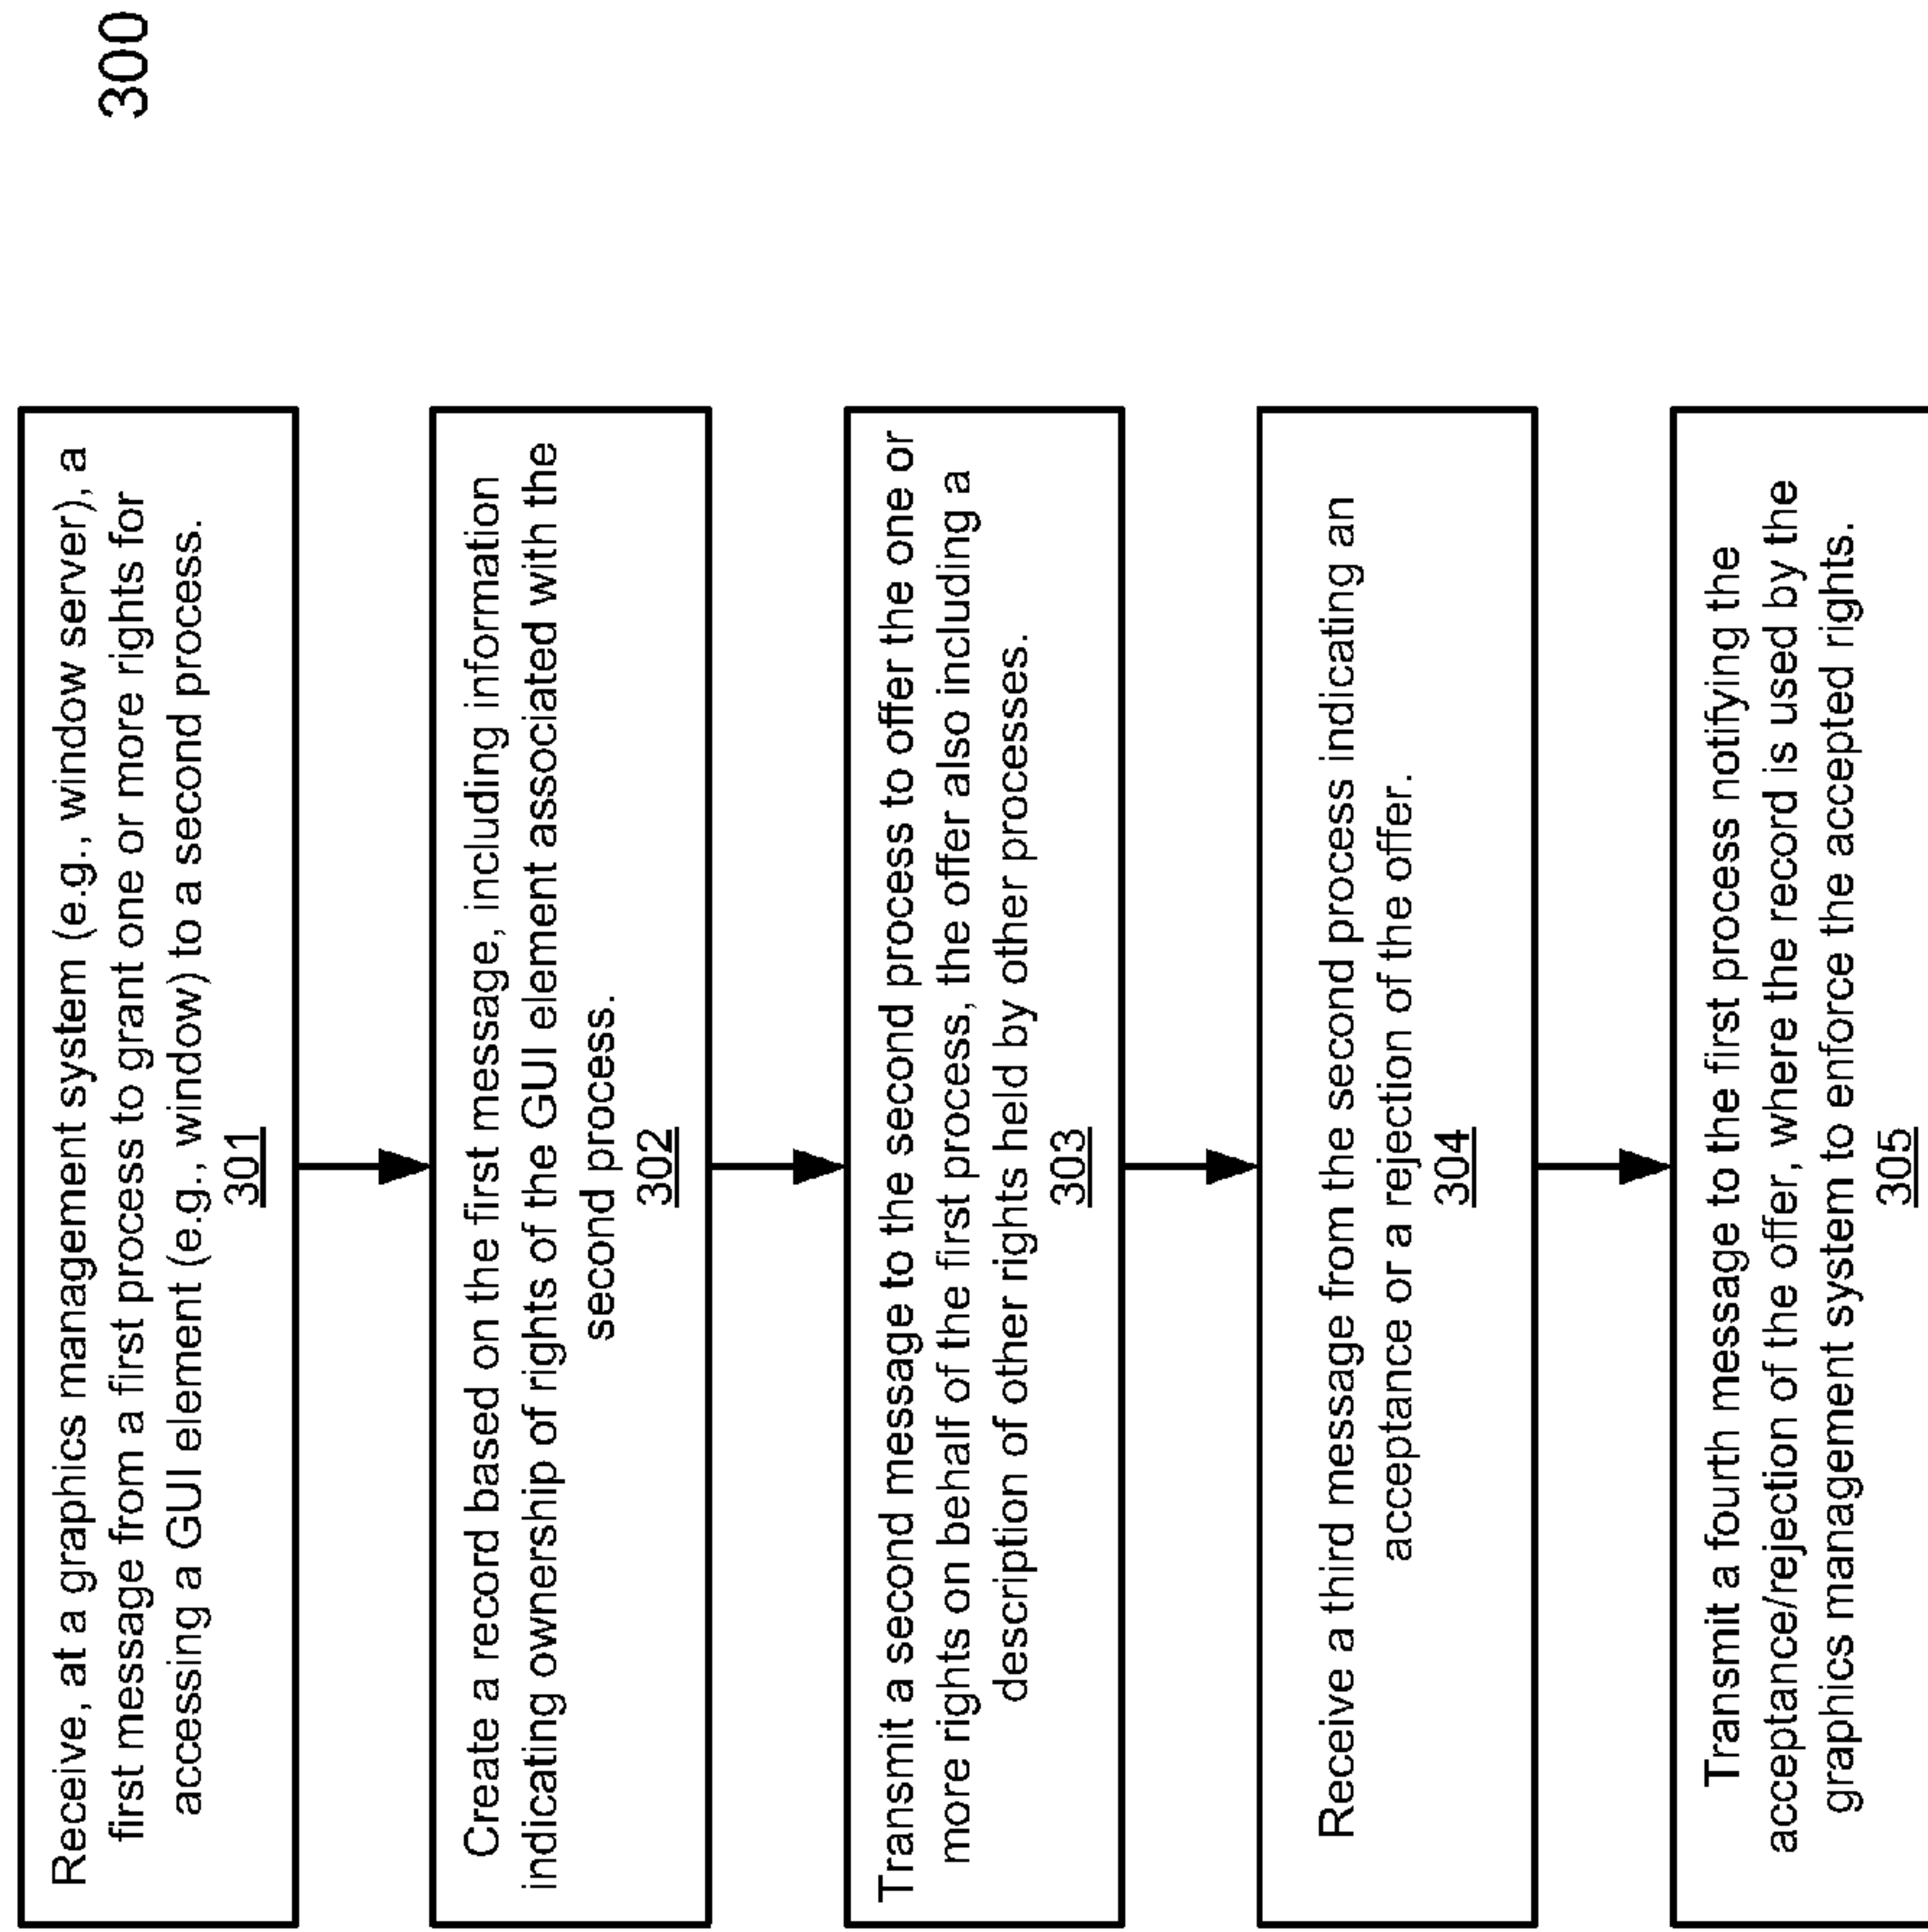 300
Receive, at a graphics management system (e.g., window server), a
first message from a first process to grant one or more rights for
accessing a GUI element (e.g., window) to a second process.
301
Create a record based on the first message, including information
indicating ownership of rights of the GUI element associated with the
second process.
302
Transmit a second message to the second process to offer the one or
more rights on behalf of the first process, the offer also including a
description of other rights held by other processes.
303
Receive a third message from the second process indicating an
acceptance or a rejection of the offer.
304
Transmit a fourth message to the first process notifying the
acceptance/rejection of the offer, where the record is used by the
graphics management system to enforce the accepted rights.
305